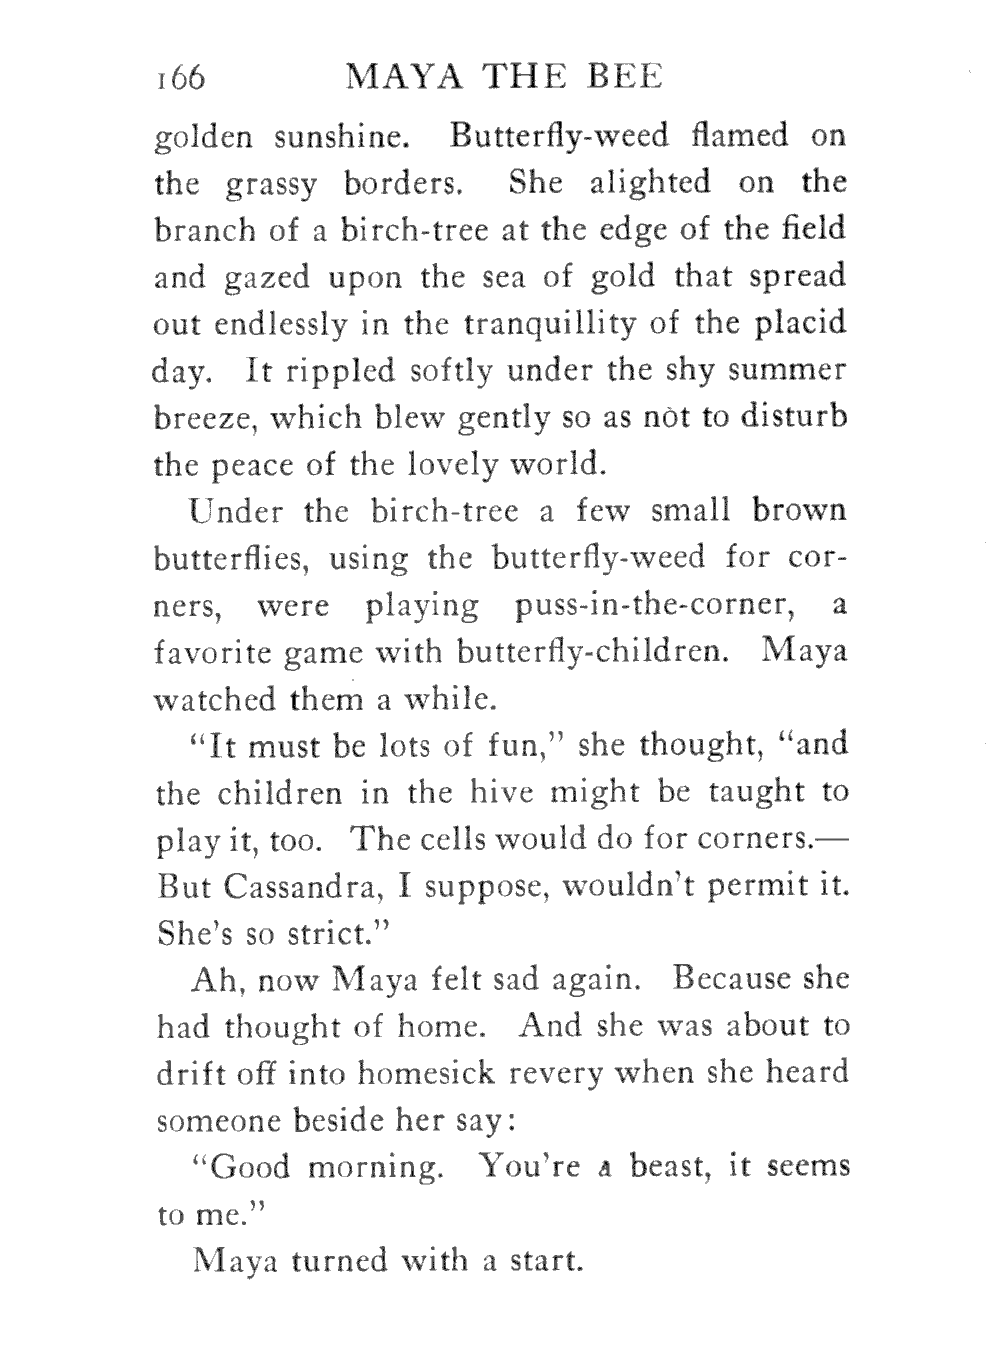 166 MAYA THE BEE
golden sunshine. Butterfly-weed flamed on
the grassy borders. She alighted on the
branch of a birch-tree at the edge of the field
and gazed upon the sea of gold that spread
out endlessly in the tranquillity of the placid
day. It rippled softly under the shy summer
breeze, which blew gently so as not to disturb
the peace of the lovely world.
Under the birch-tree a few small brown
butterflies, using the butterfly-weed for cor-
ners, were playing puss-in-the-corner, a
favorite game with butterfly-children. Maya
watched them a while.
“It must be lots of fun,” she thought, “and
the children in the hive might be taught to
play it, too. The cells would do for corners.—
But Cassandra, I suppose, wouldn’t permit it.
She’s so strict.”
Ah, now Maya felt sad again. Because she
had thought of home. And she was about to
drift off into homesick revery when she heard
someone beside her say:
“Good morning. You’re a beast, it seems
to me.”
Maya turned with a start.